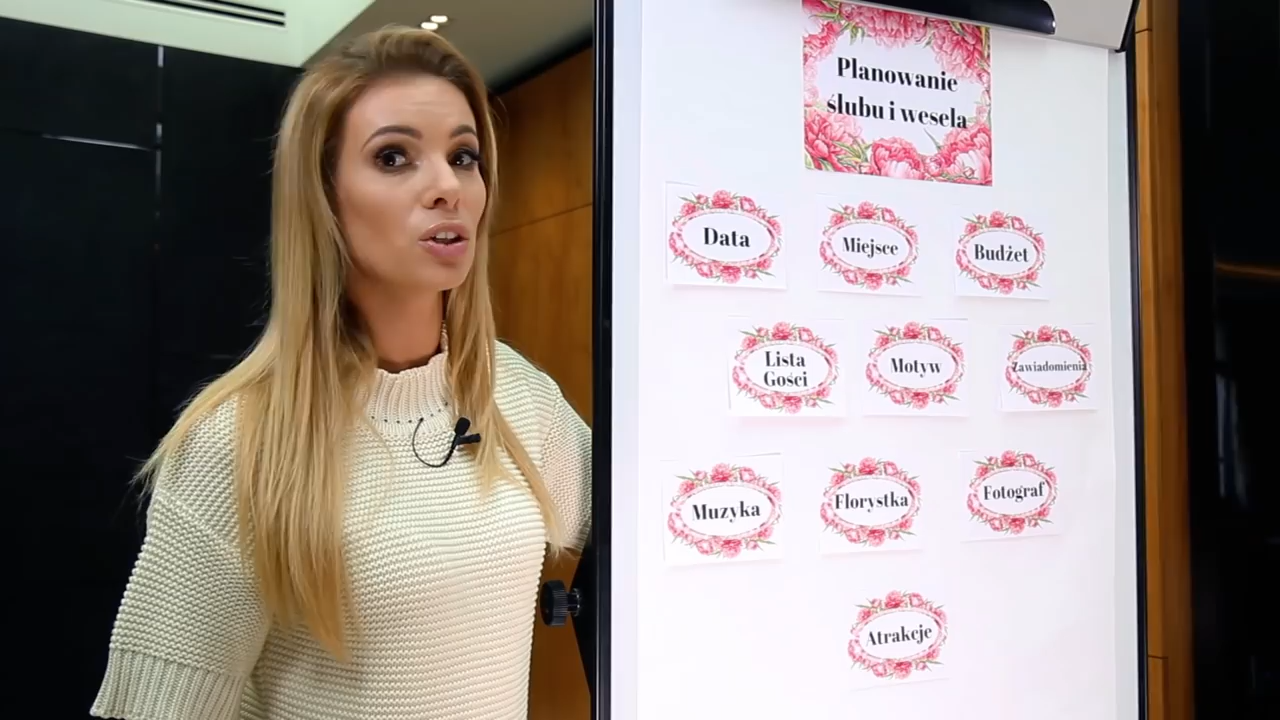 Planowanie
ślubu i wesela
Data
Miejsce
Budżet
Lista
Gości
Motyw
Zawiadomienia
Muzyka
Florystka
Fotograf
Atrakcje